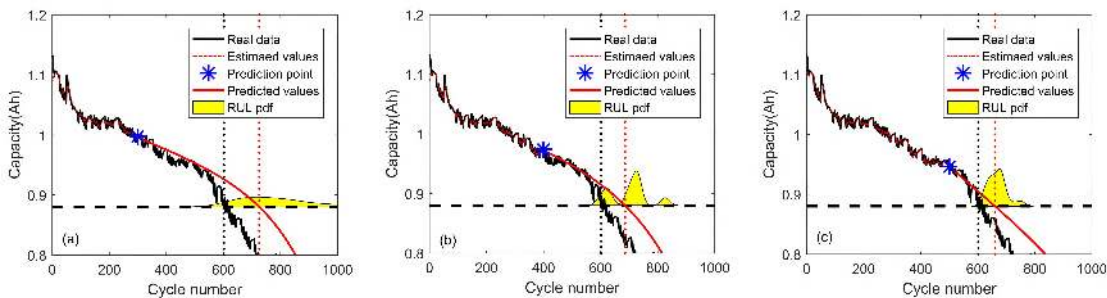 1.2
1.1
1
0.9
0.8
Capacity(Ah)
Real data
Estimaed values
Prediction point
Predicted values
RUL pdf
(a)
0 200 400 600 800 1000
Cycle number
1.2
1.1
1
0.9
0.8
Capacity(Ah)
Real data
Estimaed values
Prediction point
Predicted values
RUL pdf
(b)
0 200 400 600 800 1000
Cycle number
1.2
1.1
1
0.9
0.8
Capacity(Ah)
Real data
Estimaed values
Prediction point
Predicted values
RUL pdf
(c)
0 200 400 600 800 1000
Cycle number